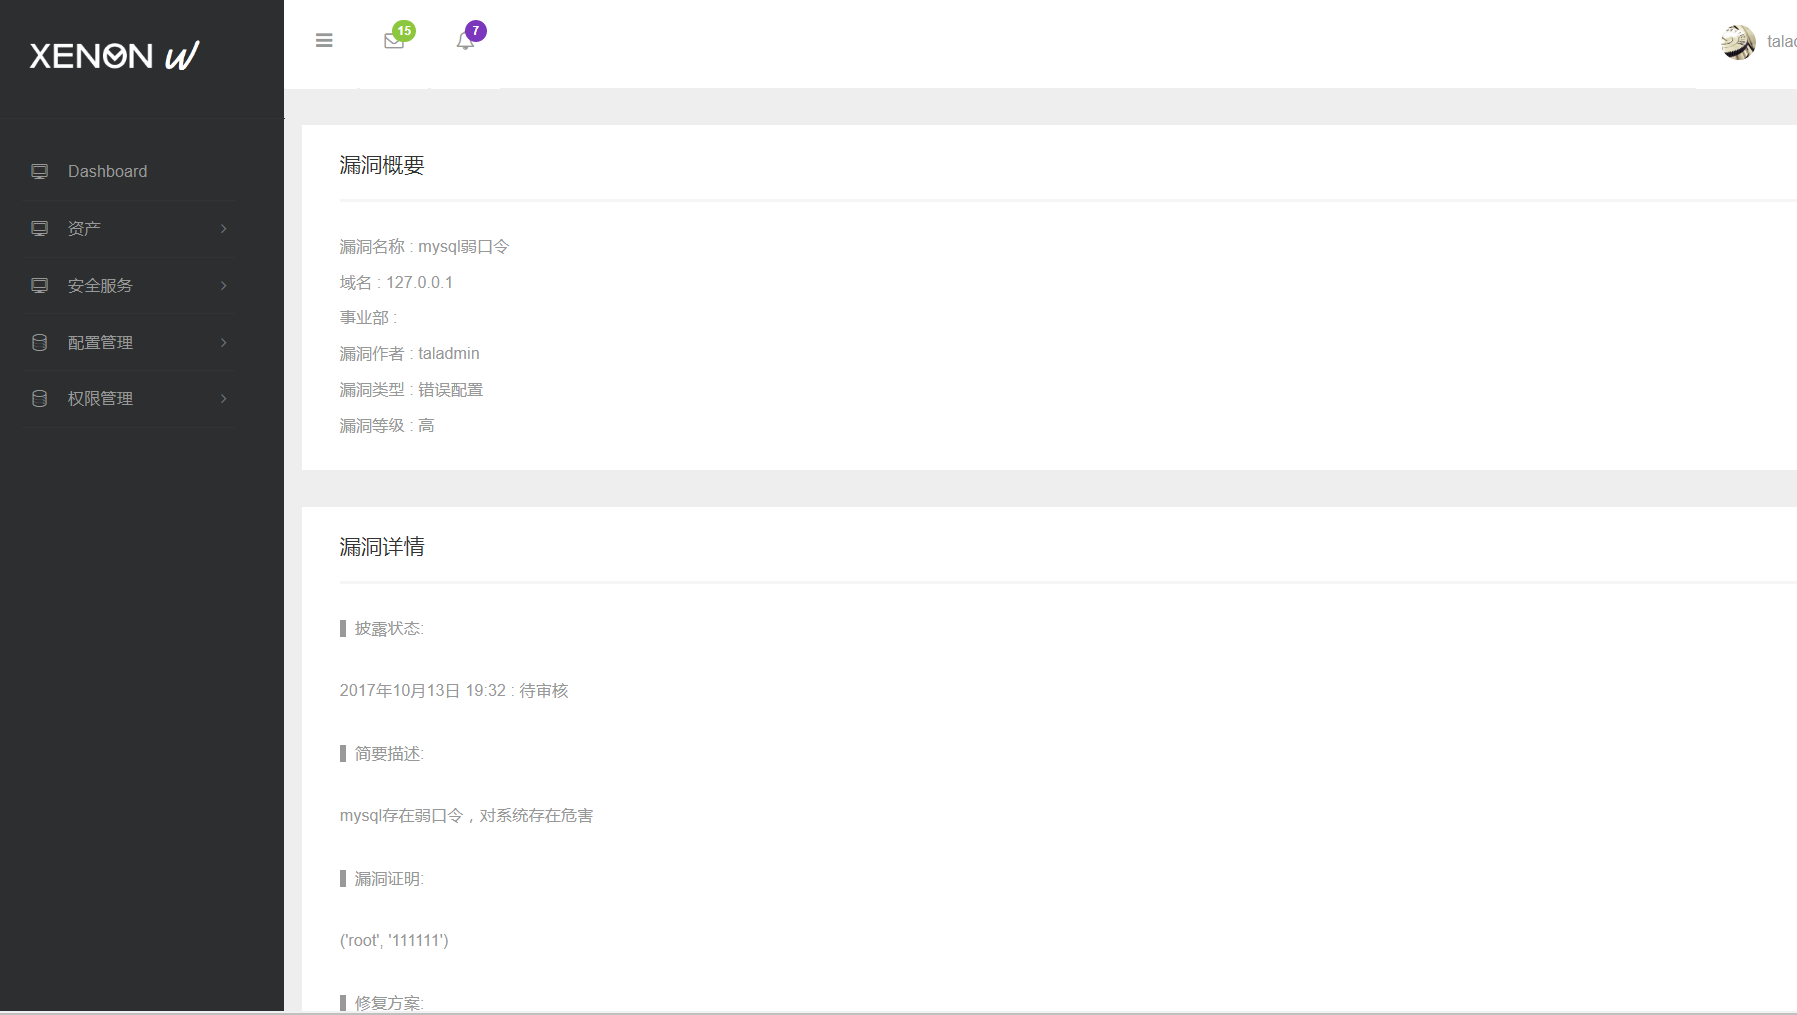 XENON W
15
7
talad
Dashboard
资产
安全服务
配置管理
权限管理
漏洞概要
漏洞名称 : mysql弱口令
域名 : 127.0.0.1
事业部 :
漏洞作者 : taladmin
漏洞类型 : 错误配置
漏洞等级 : 高
漏洞详情
披露状态:
2017年10月13日 19:32 : 待审核
简要描述:
mysql存在弱口令，对系统存在危害
漏洞证明:
('root', '111111')
修复方案: